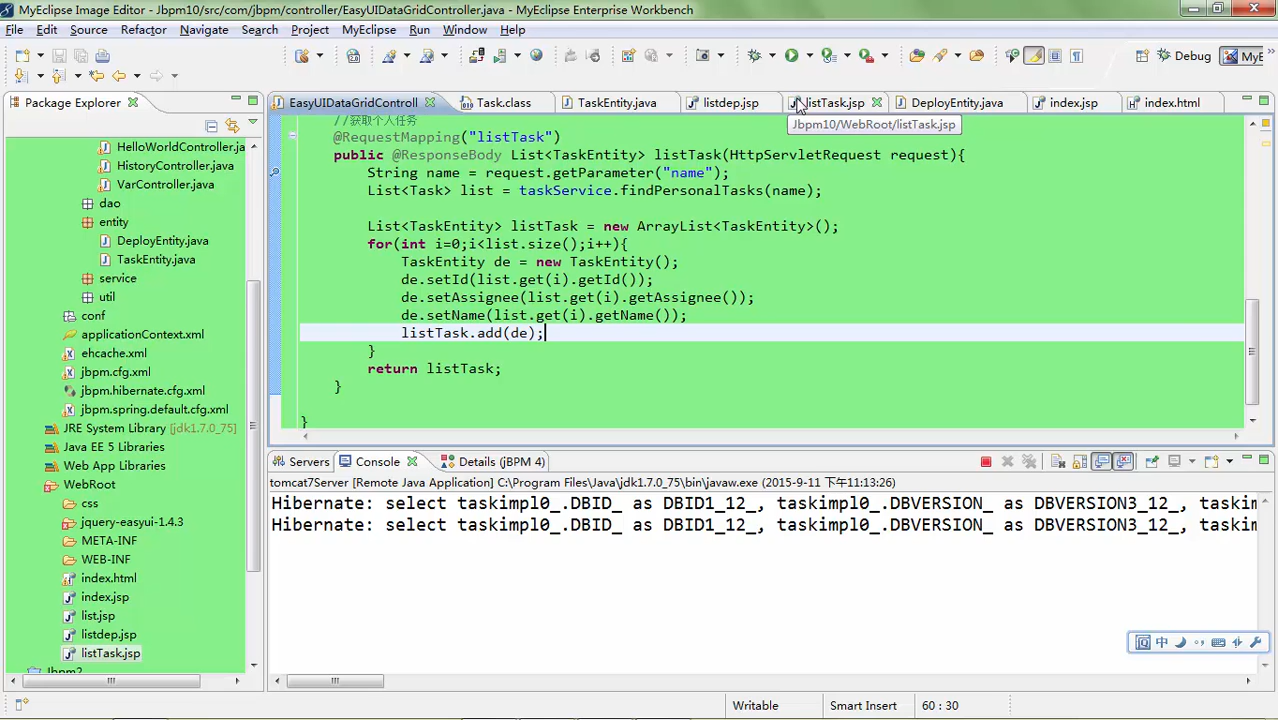 MyEclipse Image Editor - Jbpm10/src/com/jbpm/controller/EasyUIDataGridController.java - MyEclipse Enterprise Workbench
File Edit Source Refactor Navigate Search Project MyEclipse Run Window Help
Debug MyE
Package Explorer
EasyUIDataGridControll Task.class TaskEntity.java listdep.jsp listTask.jsp DeployEntity.java index.jsp index.html
Jbpm10/WebRoot/listTask.jsp
HelloWorldController.ja
HistoryController.java
VarController.java
dao
entity
DeployEntity.java
TaskEntity.java
service
util
conf
applicationContext.xml
ehcache.xml
jbpm.cfg.xml
jbpm.hibernate.cfg.xml
jbpm.spring.default.cfg.xml
JRE System Library [jdk1.7.0_75]
Java EE 5 Libraries
Web App Libraries
WebRoot
css
jquery-easyui-1.4.3
META-INF
WEB-INF
index.html
index.jsp
list.jsp
listdep.jsp
listTask.jsp
Jbpm2
//获取个人任务
@RequestMapping("listTask")
public @ResponseBody List<TaskEntity> listTask(HttpServletRequest request){
String name = request.getParameter("name");
List<Task> list = taskService.findPersonalTasks(name);
List<TaskEntity> listTask = new ArrayList<TaskEntity>();
for(int i=0;i<list.size();i++){
TaskEntity de = new TaskEntity();
de.setId(list.get(i).getId());
de.setAssignee(list.get(i).getAssignee());
de.setName(list.get(i).getName());
listTask.add(de);
}
return listTask;
}
}
Servers Console Details (jBPM 4)
tomcat7Server [Remote Java Application] C:\Program Files\Java\jdk1.7.0_75\bin\javaw.exe (2015-9-11 下午11:13:26)
Hibernate: select taskimpl0_.DBID_ as DBID1_12_, taskimpl0_.DBVERSION_ as DBVERSION3_12_, taskim
Hibernate: select taskimpl0_.DBID_ as DBID1_12_, taskimpl0_.DBVERSION_ as DBVERSION3_12_, taskim
中
Writable Smart Insert 60 : 30